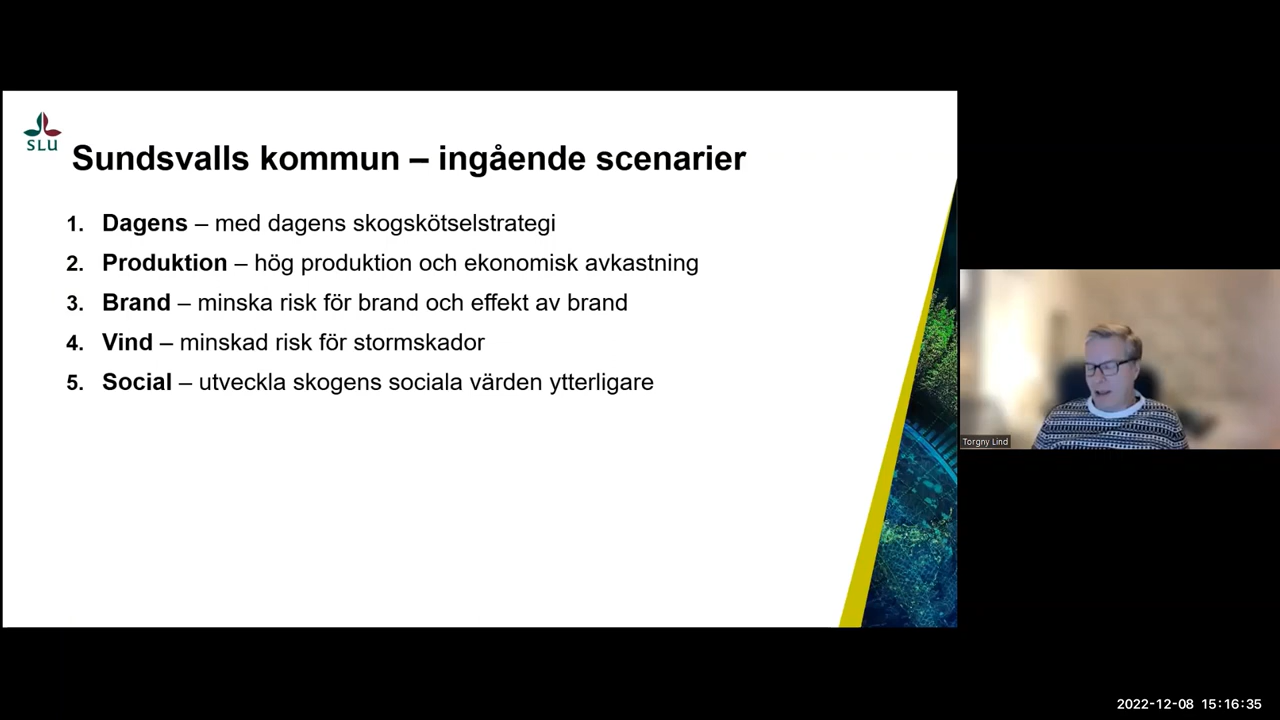 SLU
Sundsvalls kommun – ingående scenarier
1. Dagens – med dagens skogskötselstrategi
2. Produktion – hög produktion och ekonomisk avkastning
3. Brand – minska risk för brand och effekt av brand
4. Vind – minskad risk för stormskador
5. Social – utveckla skogens sociala värden ytterligare
Torgny Lind
2022-12-08 15:16:35